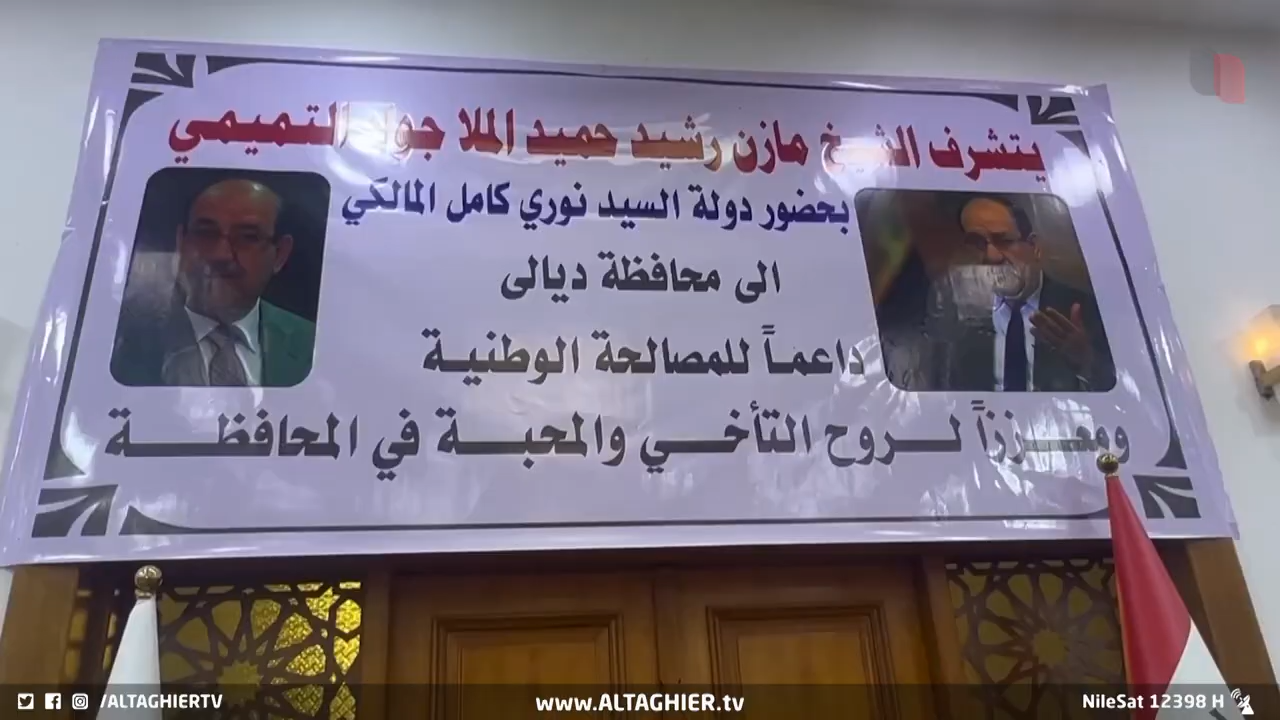 يتشرف الشيخ مازن رشيد حميد الملا جواد التميمي
بحضور دولة السيد نوري كامل المالكي
الى محافظة ديالى
داعماً للمصالحة الوطنية
ومعززاً لروح التأخي والمحبة في المحافظة
/ALTAGHIERTV
www.ALTAGHIER.tv
NileSat 12398 H